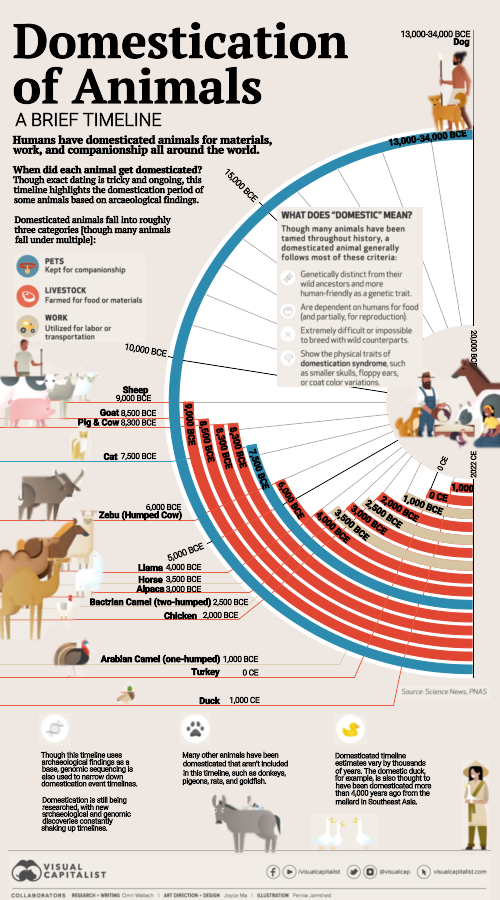 Domestication
of Animals
A BRIEF TIMELINE
Humans have domesticated animals for materials,
work, and companionship all around the world.
When did each animal get domesticated?
Though exact dating is tricky and ongoing, this
timeline highlights the domestication period of
some animals based on arcaeological findings.
Domesticated animals fall into roughly
three categories [though many animals
fall under multiple]:
PETS
Kept for companionship
LIVESTOCK
Farmed for food or materials
WORK
Utilized for labor or
transportation
13,000-34,000 BCE
Dog
13,000-34,000 BCE
15,000 BCE
WHAT DOES “DOMESTIC” MEAN?
Though many animals have been
tamed throughout history, a
domesticated animal generally
follows most of these criteria:
Genetically distinct from their
wild ancestors and more
human-friendly as a genetic trait.
Are dependent on humans for food
(and partially, for reproduction).
Extremely difficult or impossible
to breed with wild counterparts.
Show the physical traits of
domestication syndrome, such
as smaller skulls, floppy ears,
or coat color variations.
20,000 BCE
10,000 BCE
Sheep
9,000 BCE
Goat 8,500 BCE
Pig & Cow 8,300 BCE
Cat 7,500 BCE
6,000 BCE
Zebu (Humped Cow)
5,000 BCE
Llama 4,000 BCE
Horse 3,500 BCE
Alpaca 3,000 BCE
Bactrian Camel (two-humped) 2,500 BCE
Chicken 2,000 BCE
Arabian Camel (one-humped) 1,000 BCE
Turkey 0 CE
Duck 1,000 CE
9,000 BCE
8,500 BCE
8,300 BCE
8,300 BCE
7,500 BCE
6,000 BCE
4,000 BCE
3,500 BCE
3,000 BCE
2,500 BCE
2,000 BCE
1,000 BCE
0 CE
1,000
0 CE
2022 CE
Source: Science News, PNAS
Though this timeline uses
archaeological findings as a
base, genomic sequencing is
also used to narrow down
domestication event timelines.
Domestication is still being
researched, with new
archaeological and genomic
discoveries constantly
shaking up timelines.
Many other animals have been
domesticated that aren't included
in this timeline, such as donkeys,
pigeons, rats, and goldfish.
Domesticated timeline
estimates vary by thousands
of years. The domestic duck,
for example, is also thought to
have been domesticated more
than 4,000 years ago from the
mallard in Southeast Asia.
VISUAL
CAPITALIST
/visualcapitalist
@visualcap
visualcapitalist.com
COLLABORATORS RESEARCH + WRITING Omri Wallach | ART DIRECTION + DESIGN Joyce Ma | ILLUSTRATION Pernia Jamshed